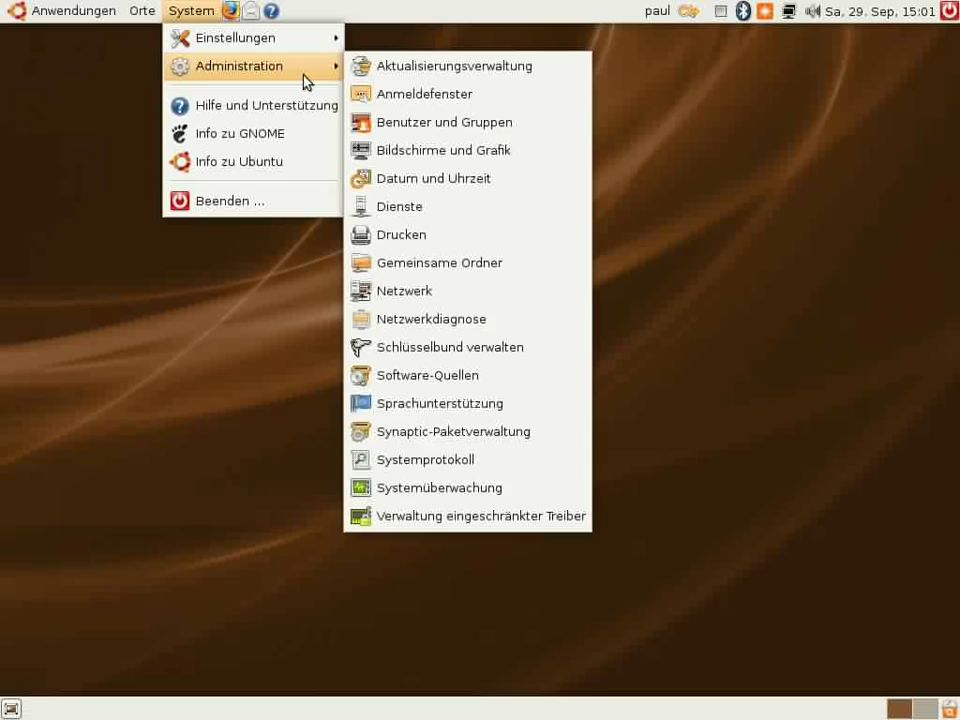 Anwendungen Orte System paul Sa, 29. Sep, 15:01
Einstellungen
Administration
Hilfe und Unterstützung
Info zu GNOME
Info zu Ubuntu
Beenden ...
Aktualisierungsverwaltung
Anmeldefenster
Benutzer und Gruppen
Bildschirme und Grafik
Datum und Uhrzeit
Dienste
Drucken
Gemeinsame Ordner
Netzwerk
Netzwerkdiagnose
Schlüsselbund verwalten
Software-Quellen
Sprachunterstützung
Synaptic-Paketverwaltung
Systemprotokoll
Systemüberwachung
Verwaltung eingeschränkter Treiber